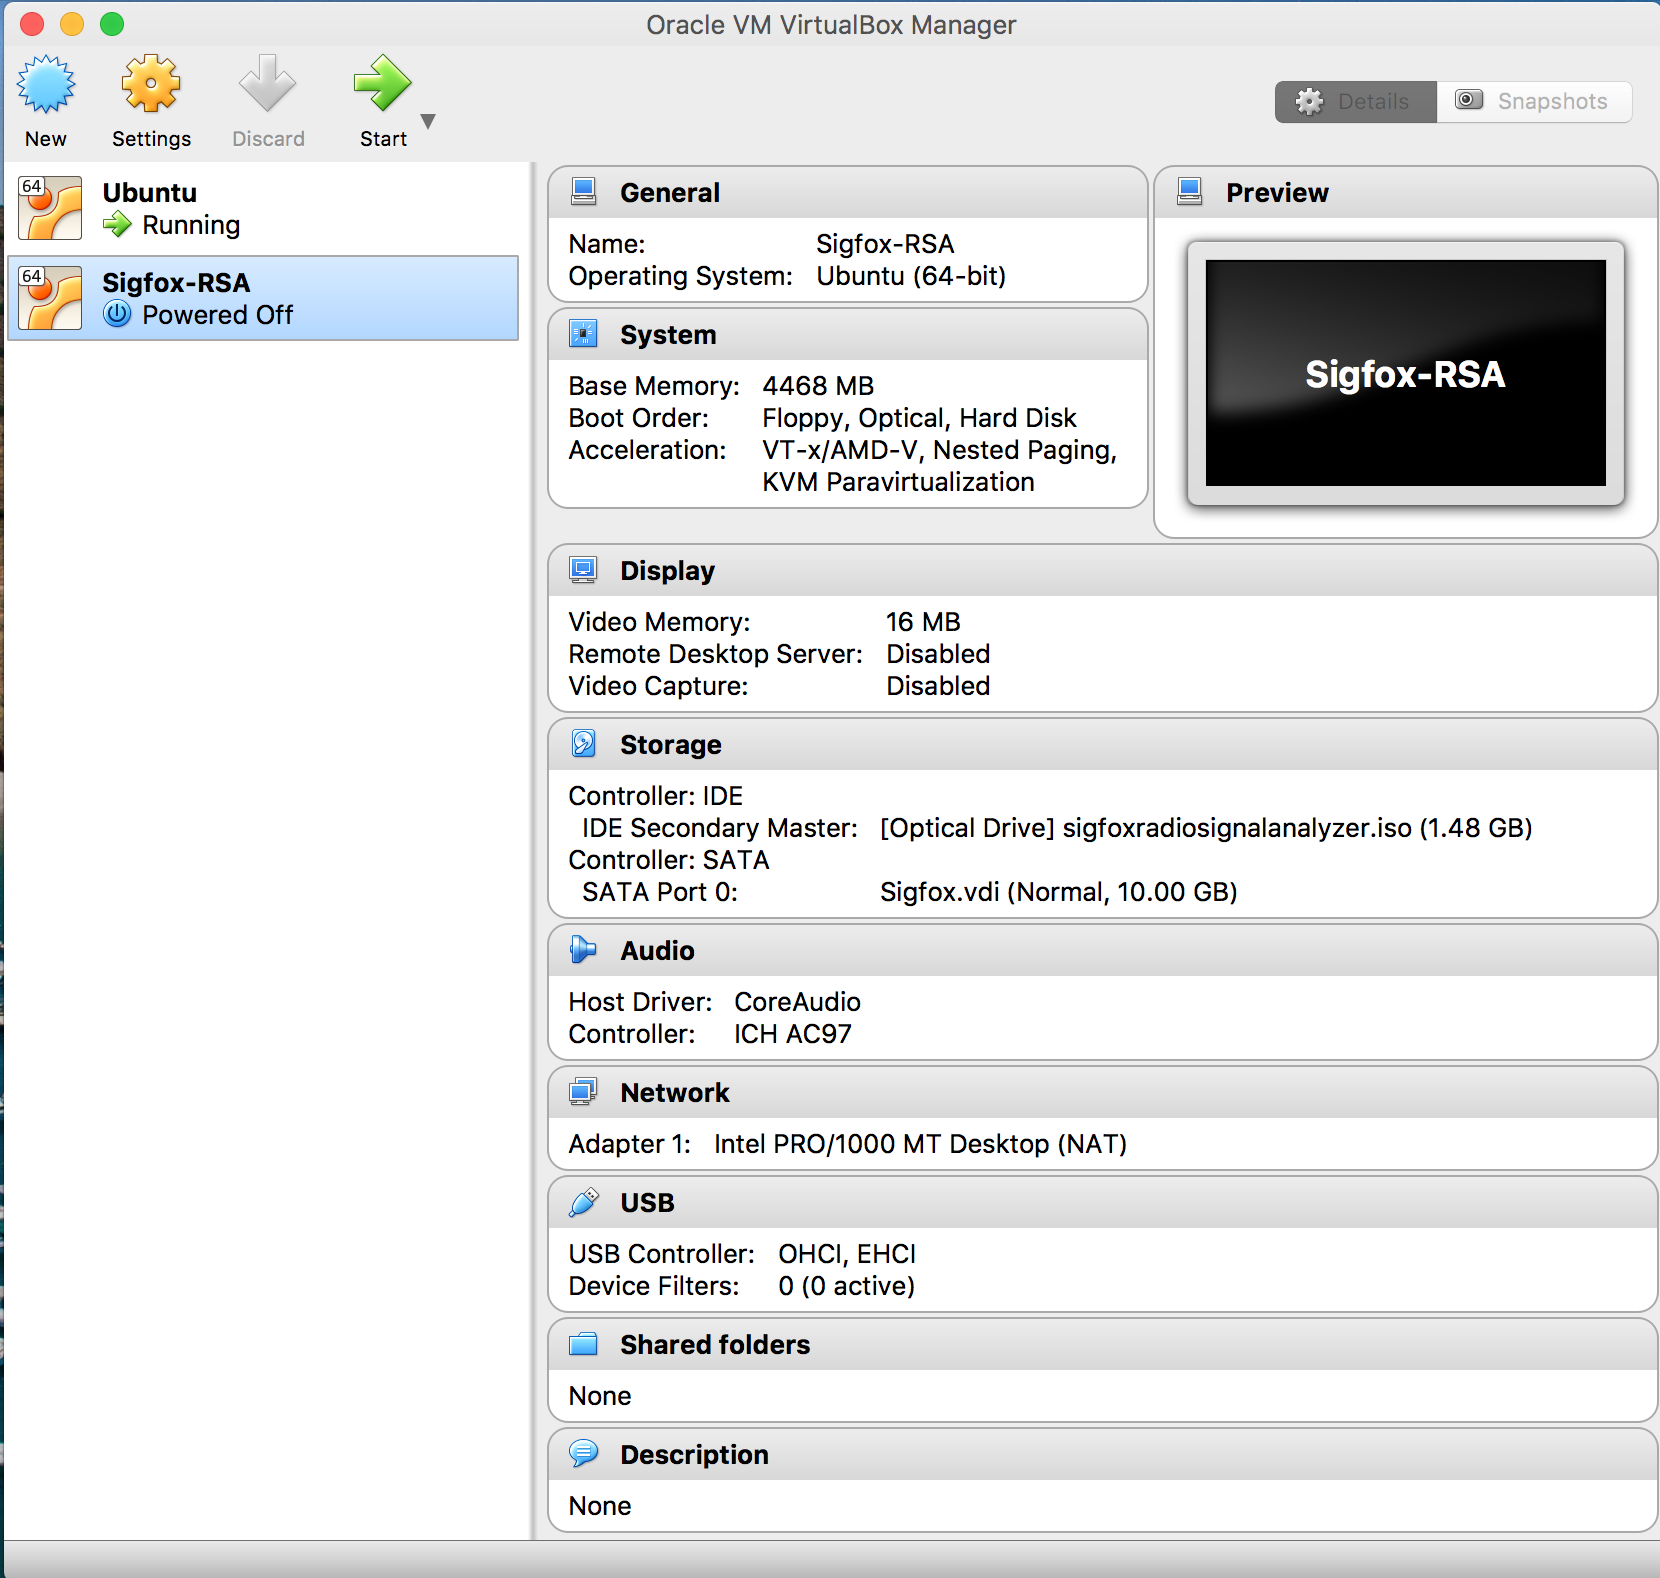 Oracle VM VirtualBox Manager
New
Settings
Discard
Start
Details
Snapshots
64
Ubuntu
Running
64
Sigfox-RSA
Powered Off
General
Name: Sigfox-RSA
Operating System: Ubuntu (64-bit)
Preview
Sigfox-RSA
System
Base Memory: 4468 MB
Boot Order: Floppy, Optical, Hard Disk
Acceleration: VT-x/AMD-V, Nested Paging,
KVM Paravirtualization
Display
Video Memory: 16 MB
Remote Desktop Server: Disabled
Video Capture: Disabled
Storage
Controller: IDE
IDE Secondary Master: [Optical Drive] sigfoxradiosignalanalyzer.iso (1.48 GB)
Controller: SATA
SATA Port 0: Sigfox.vdi (Normal, 10.00 GB)
Audio
Host Driver: CoreAudio
Controller: ICH AC97
Network
Adapter 1: Intel PRO/1000 MT Desktop (NAT)
USB
USB Controller: OHCI, EHCI
Device Filters: 0 (0 active)
Shared folders
None
Description
None